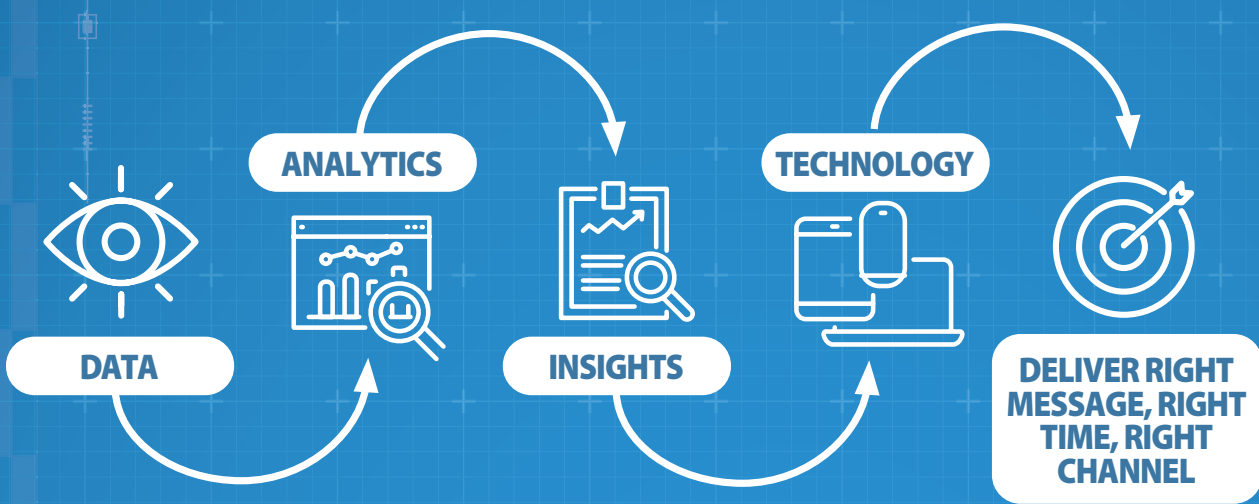 DATA
ANALYTICS
INSIGHTS
TECHNOLOGY
DELIVER RIGHT
MESSAGE, RIGHT
TIME, RIGHT
CHANNEL